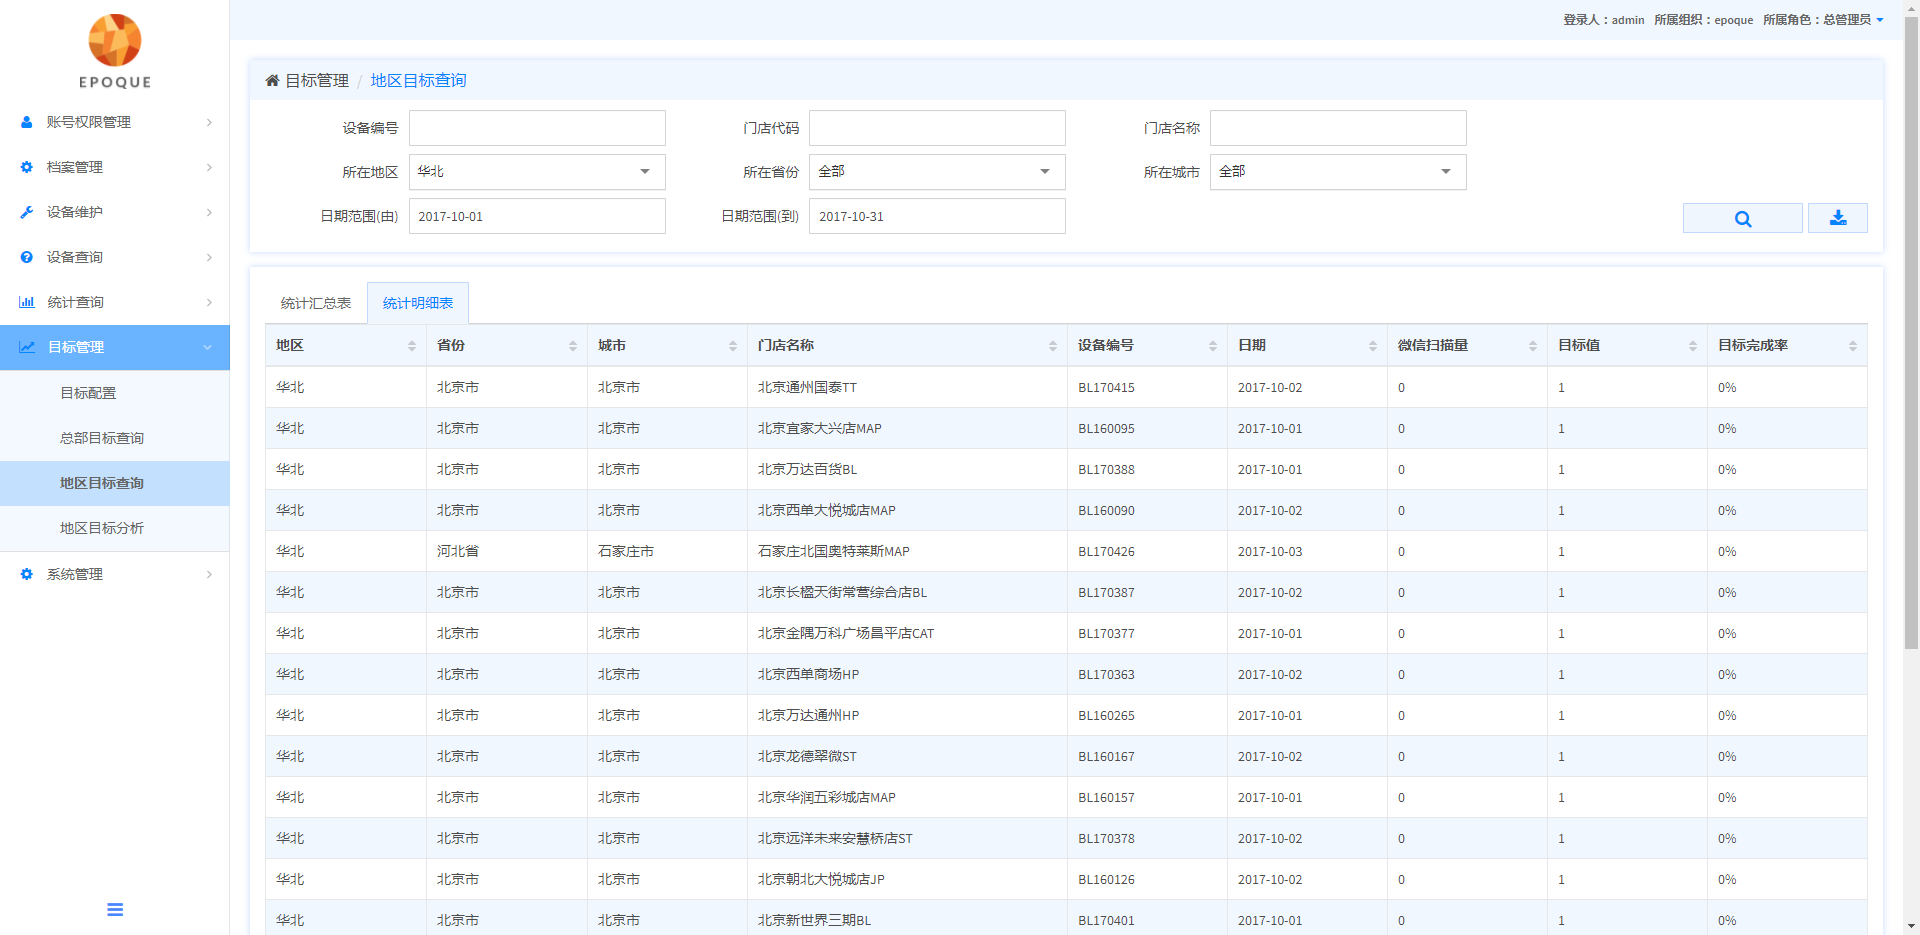 EPOQUE
登录人：admin 所属组织：epoque 所属角色：总管理员
账号权限管理
档案管理
设备维护
设备查询
统计查询
目标管理
目标配置
总部目标查询
地区目标查询
地区目标分析
系统管理
目标管理 / 地区目标查询
设备编号 门店代码 门店名称
所在地区 华北 所在省份 全部 所在城市 全部
日期范围(由) 2017-10-01 日期范围(到) 2017-10-31
统计汇总表 统计明细表
地区 省份 城市 门店名称 设备编号 日期 微信扫描量 目标值 目标完成率
华北 北京市 北京市 北京通州国泰TT BL170415 2017-10-02 0 1 0%
华北 北京市 北京市 北京宜家大兴店MAP BL160095 2017-10-01 0 1 0%
华北 北京市 北京市 北京万达百货BL BL170388 2017-10-01 0 1 0%
华北 北京市 北京市 北京西单大悦城店MAP BL160090 2017-10-02 0 1 0%
华北 河北省 石家庄市 石家庄北国奥特莱斯MAP BL170426 2017-10-03 0 1 0%
华北 北京市 北京市 北京长楹天街常营综合店BL BL170387 2017-10-02 0 1 0%
华北 北京市 北京市 北京金隅万科广场昌平店CAT BL170377 2017-10-01 0 1 0%
华北 北京市 北京市 北京西单商场HP BL170363 2017-10-02 0 1 0%
华北 北京市 北京市 北京万达通州HP BL160265 2017-10-01 0 1 0%
华北 北京市 北京市 北京龙德翠微ST BL160167 2017-10-02 0 1 0%
华北 北京市 北京市 北京华润五彩城店MAP BL160157 2017-10-01 0 1 0%
华北 北京市 北京市 北京远洋未来安慧桥店ST BL170378 2017-10-02 0 1 0%
华北 北京市 北京市 北京朝北大悦城店JP BL160126 2017-10-02 0 1 0%
华北 北京市 北京市 北京新世界三期BL BL170401 2017-10-01 0 1 0%